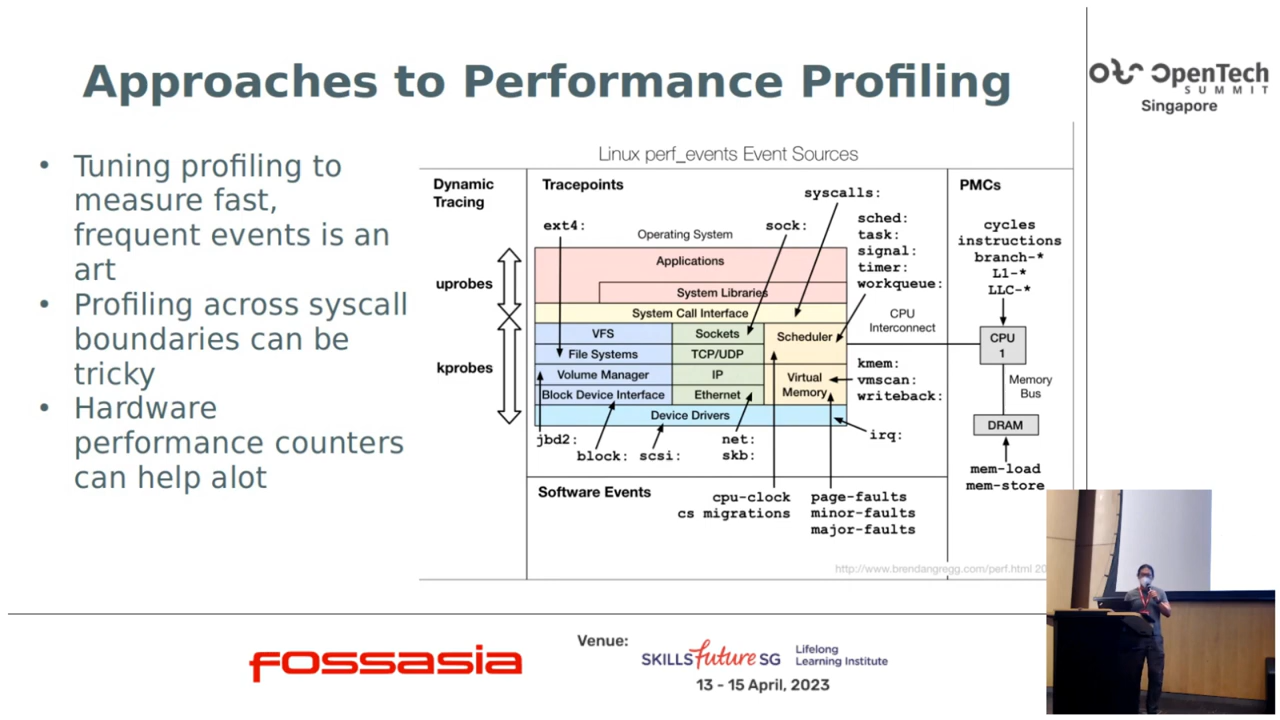 Approaches to Performance Profiling
OpenTech
SUMMIT
Singapore
• Tuning profiling to
measure fast,
frequent events is an
art
• Profiling across syscall
boundaries can be
tricky
• Hardware
performance counters
can help alot
Linux perf_events Event Sources
Dynamic
Tracing
uprobes
kprobes
Tracepoints
syscalls:
ext4:
Operating System
sock:
sched:
task:
signal:
timer:
workqueue:
Applications
System Libraries
System Call Interface
VFS
Sockets
Scheduler
File Systems
TCP/UDP
Volume Manager
IP
Virtual
Memory
Block Device Interface
Ethernet
Device Drivers
CPU
Interconnect
kmem:
vmscan:
writeback:
irq:
jbd2:
block:
scsi:
net:
skb:
PMCs
cycles
instructions
branch-*
L1-*
LLC-*
CPU
1
Memory
Bus
DRAM
mem-load
mem-store
Software Events
cpu-clock
cs migrations
page-faults
minor-faults
major-faults
http://www.brendangregg.com/perf.html 20
fossasia
Venue:
SKILLS future SG
Lifelong
Learning Institute
13 - 15 April, 2023